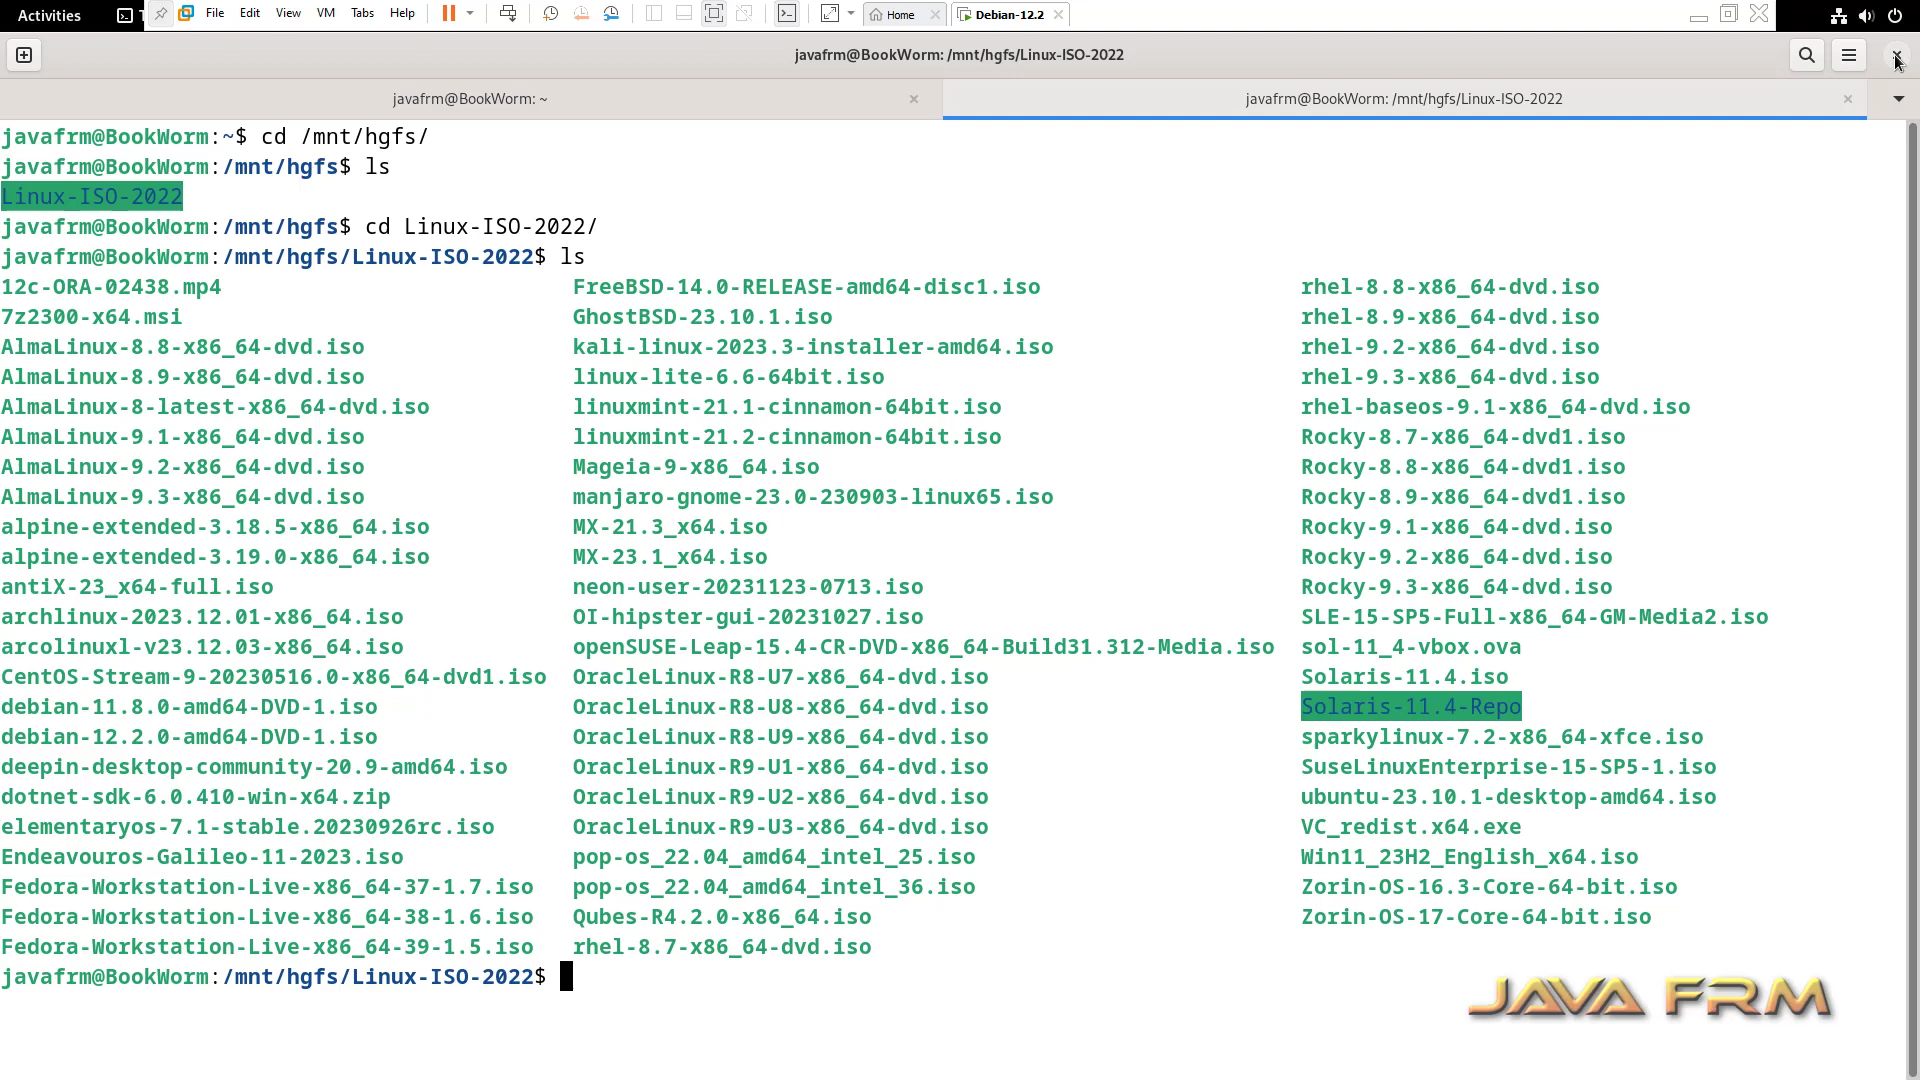 Activities T File Edit View VM Tabs Help Home Debian-12.2
javafrm@BookWorm: /mnt/hgfs/Linux-ISO-2022
javafrm@BookWorm: ~ javafrm@BookWorm: /mnt/hgfs/Linux-ISO-2022
javafrm@BookWorm:~$ cd /mnt/hgfs/
javafrm@BookWorm:/mnt/hgfs$ ls
Linux-ISO-2022
javafrm@BookWorm:/mnt/hgfs$ cd Linux-ISO-2022/
javafrm@BookWorm:/mnt/hgfs/Linux-ISO-2022$ ls
12c-ORA-02438.mp4 FreeBSD-14.0-RELEASE-amd64-disc1.iso rhel-8.8-x86_64-dvd.iso
7z2300-x64.msi GhostBSD-23.10.1.iso rhel-8.9-x86_64-dvd.iso
AlmaLinux-8.8-x86_64-dvd.iso kali-linux-2023.3-installer-amd64.iso rhel-9.2-x86_64-dvd.iso
AlmaLinux-8.9-x86_64-dvd.iso linux-lite-6.6-64bit.iso rhel-9.3-x86_64-dvd.iso
AlmaLinux-8-latest-x86_64-dvd.iso linuxmint-21.1-cinnamon-64bit.iso rhel-baseos-9.1-x86_64-dvd.iso
AlmaLinux-9.1-x86_64-dvd.iso linuxmint-21.2-cinnamon-64bit.iso Rocky-8.7-x86_64-dvd1.iso
AlmaLinux-9.2-x86_64-dvd.iso Mageia-9-x86_64.iso Rocky-8.8-x86_64-dvd1.iso
AlmaLinux-9.3-x86_64-dvd.iso manjaro-gnome-23.0-230903-linux65.iso Rocky-8.9-x86_64-dvd1.iso
alpine-extended-3.18.5-x86_64.iso MX-21.3_x64.iso Rocky-9.1-x86_64-dvd.iso
alpine-extended-3.19.0-x86_64.iso MX-23.1_x64.iso Rocky-9.2-x86_64-dvd.iso
antiX-23_x64-full.iso neon-user-20231123-0713.iso Rocky-9.3-x86_64-dvd.iso
archlinux-2023.12.01-x86_64.iso OI-hipster-gui-20231027.iso SLE-15-SP5-Full-x86_64-GM-Media2.iso
arcolinuxl-v23.12.03-x86_64.iso openSUSE-Leap-15.4-CR-DVD-x86_64-Build31.312-Media.iso sol-11_4-vbox.ova
CentOS-Stream-9-20230516.0-x86_64-dvd1.iso OracleLinux-R8-U7-x86_64-dvd.iso Solaris-11.4.iso
debian-11.8.0-amd64-DVD-1.iso OracleLinux-R8-U8-x86_64-dvd.iso Solaris-11.4-Repo
debian-12.2.0-amd64-DVD-1.iso OracleLinux-R8-U9-x86_64-dvd.iso sparkylinux-7.2-x86_64-xfce.iso
deepin-desktop-community-20.9-amd64.iso OracleLinux-R9-U1-x86_64-dvd.iso SuseLinuxEnterprise-15-SP5-1.iso
dotnet-sdk-6.0.410-win-x64.zip OracleLinux-R9-U2-x86_64-dvd.iso ubuntu-23.10.1-desktop-amd64.iso
elementaryos-7.1-stable.20230926rc.iso OracleLinux-R9-U3-x86_64-dvd.iso VC_redist.x64.exe
Endeavouros-Galileo-11-2023.iso pop-os_22.04_amd64_intel_25.iso Win11_23H2_English_x64.iso
Fedora-Workstation-Live-x86_64-37-1.7.iso pop-os_22.04_amd64_intel_36.iso Zorin-OS-16.3-Core-64-bit.iso
Fedora-Workstation-Live-x86_64-38-1.6.iso Qubes-R4.2.0-x86_64.iso Zorin-OS-17-Core-64-bit.iso
Fedora-Workstation-Live-x86_64-39-1.5.iso rhel-8.7-x86_64-dvd.iso
javafrm@BookWorm:/mnt/hgfs/Linux-ISO-2022$
JAVA FRM